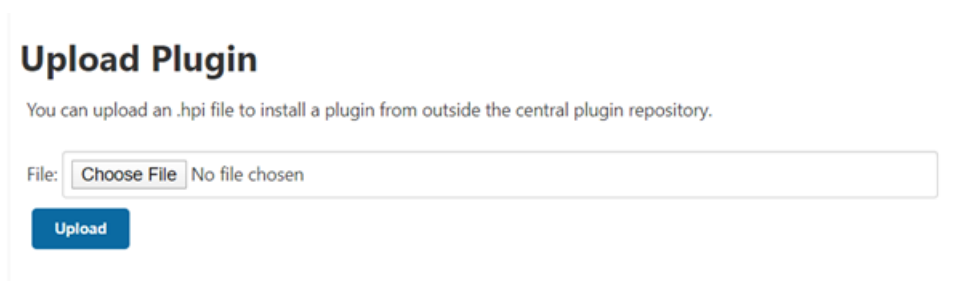 Upload Plugin
You can upload an .hpi file to install a plugin from outside the central plugin repository.
File: Choose File No file chosen
Upload